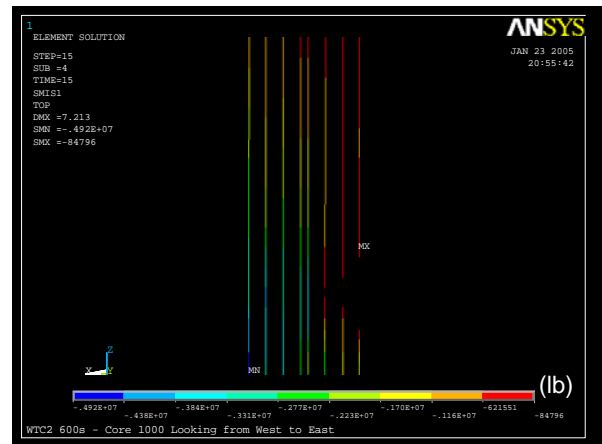 1
ELEMENT SOLUTION
STEP=15
SUB =4
TIME=15
SMIS1
TOP
DMX =7.213
SMN =-.492E+07
SMX =-84796
ANSYS
JAN 23 2005
20:55:42
MX
Z
X
Y
MN
(lb)
-.492E+07
-.438E+07
-.384E+07
-.331E+07
-.277E+07
-.223E+07
-.170E+07
-.116E+07
-621551
-84796
WTC2 600s - Core 1000 Looking from West to East